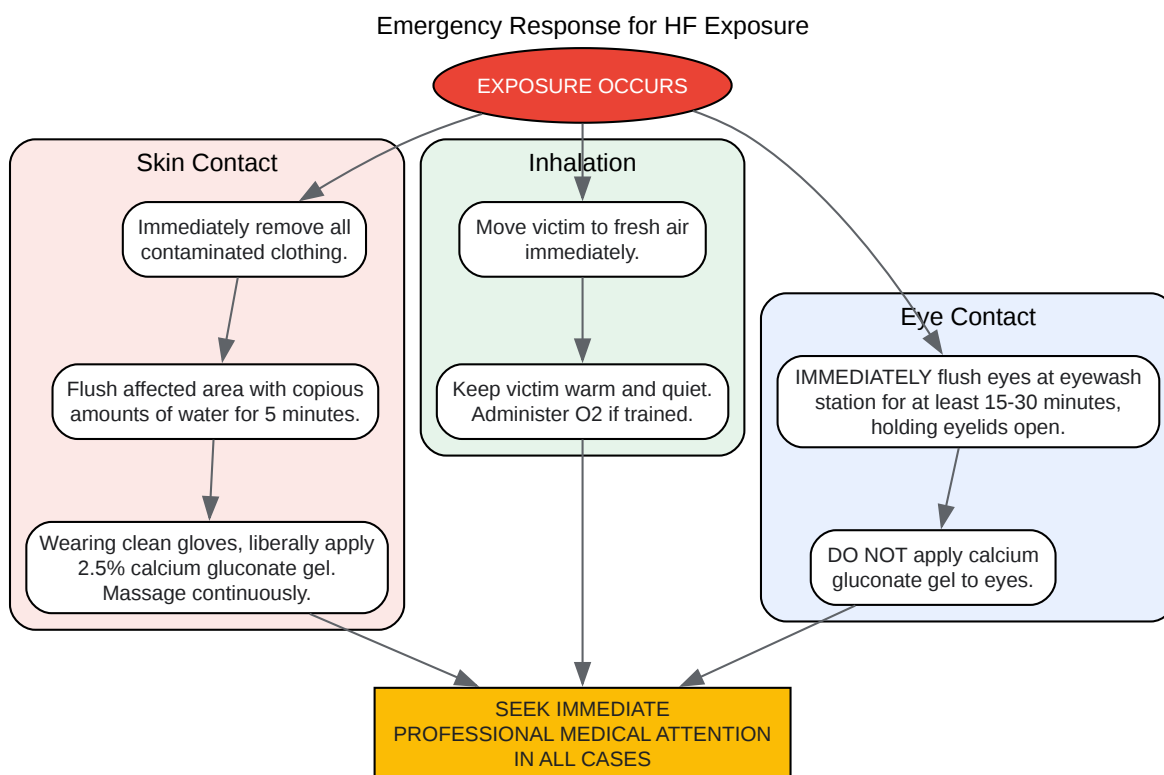 Emergency Response for HF Exposure
EXPOSURE OCCURS
Skin Contact
Immediately remove all
contaminated clothing.
Flush affected area with copious
amounts of water for 5 minutes.
Wearing clean gloves, liberally apply
2.5% calcium gluconate gel.
Massage continuously.
Inhalation
Move victim to fresh air
immediately.
Keep victim warm and quiet.
Administer O2 if trained.
Eye Contact
IMMEDIATELY flush eyes at eyewash
station for at least 15-30 minutes,
holding eyelids open.
DO NOT apply calcium
gluconate gel to eyes.
SEEK IMMEDIATE
PROFESSIONAL MEDICAL ATTENTION
IN ALL CASES